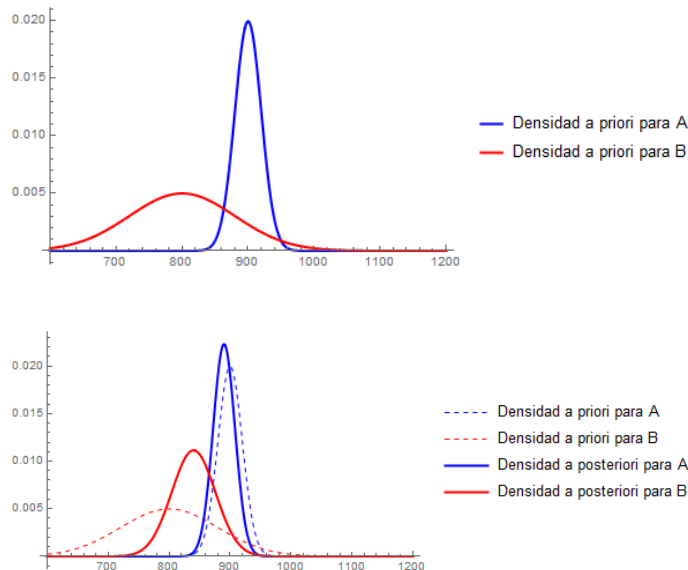 0.020
0.015
0.010
0.005
700 800 900 1000 1100 1200
Densidad a priori para A
Densidad a priori para B
0.020
0.015
0.010
0.005
700 800 900 1000 1100 1200
Densidad a priori para A
Densidad a priori para B
Densidad a posteriori para A
Densidad a posteriori para B